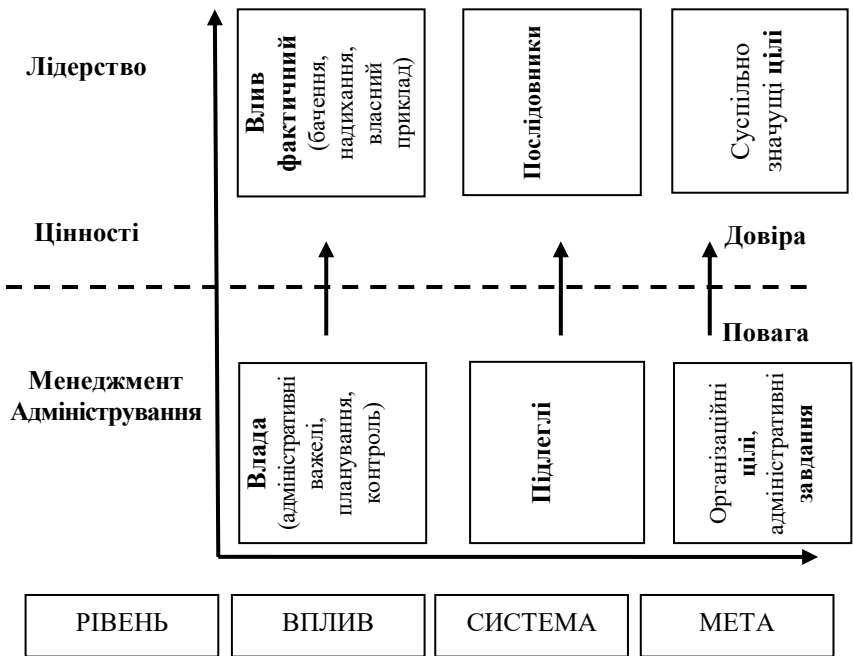 Лідерство
Влив
фактичний
(бачення,
надихання,
власний
приклад)
Послідовники
Суспільно
значущі цілі
Цінності
Довіра
Повага
Менеджмент
Адміністрування
Влада
(адміністративні
важелі,
планування,
контроль)
Підлеглі
Організаційні
цілі,
адміністративні
завдання
РІВЕНЬ
ВПЛИВ
СИСТЕМА
МЕТА